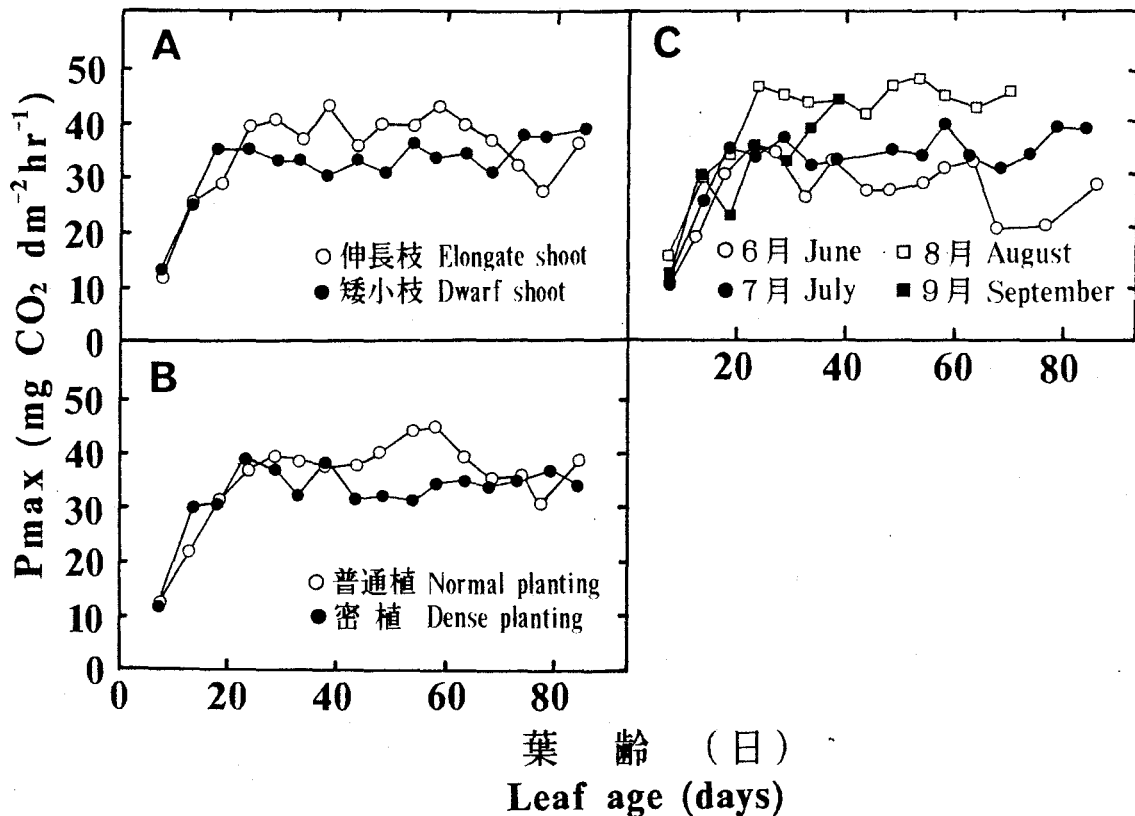 A
C
50
40
30
20
10
0
○ 伸長枝 Elongate shoot
● 矮小枝 Dwarf shoot
○ 6月 June □ 8月 August
● 7月 July ■ 9月 September
20 40 60 80
B
50
40
30
20
10
0
○ 普通植 Normal planting
● 密植 Dense planting
0 20 40 60 80
Pmax (mg CO₂ dm⁻² hr⁻¹)
葉齢(日)
Leaf age (days)